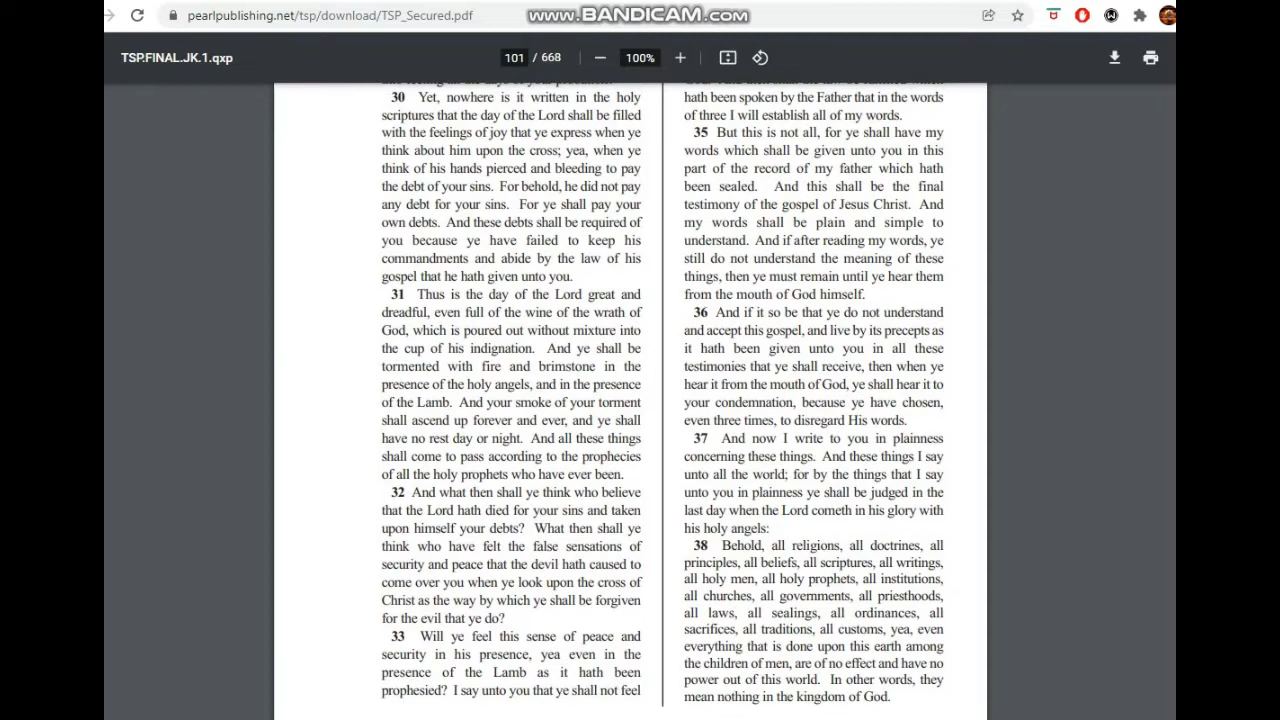 pearlpublishing.net/tsp/download/TSP_Secured.pdf
www.BANDICAM.com
TSP.FINAL.JK.1.qxp
101 / 668
100%
30 Yet, nowhere is it written in the holy
scriptures that the day of the Lord shall be filled
with the feelings of joy that ye express when ye
think about him upon the cross; yea, when ye
think of his hands pierced and bleeding to pay
the debt of your sins. For behold, he did not pay
any debt for your sins. For ye shall pay your
own debts. And these debts shall be required of
you because ye have failed to keep his
commandments and abide by the law of his
gospel that he hath given unto you.
31 Thus is the day of the Lord great and
dreadful, even full of the wine of the wrath of
God, which is poured out without mixture into
the cup of his indignation. And ye shall be
tormented with fire and brimstone in the
presence of the holy angels, and in the presence
of the Lamb. And your smoke of your torment
shall ascend up forever and ever, and ye shall
have no rest day or night. And all these things
shall come to pass according to the prophecies
of all the holy prophets who have ever been.
32 And what then shall ye think who believe
that the Lord hath died for your sins and taken
upon himself your debts? What then shall ye
think who have felt the false sensations of
security and peace that the devil hath caused to
come over you when ye look upon the cross of
Christ as the way by which ye shall be forgiven
for the evil that ye do?
33 Will ye feel this sense of peace and
security in his presence, yea even in the
presence of the Lamb as it hath been
prophesied? I say unto you that ye shall not feel
hath been spoken by the Father that in the words
of three I will establish all of my words.
35 But this is not all, for ye shall have my
words which shall be given unto you in this
part of the record of my father which hath
been sealed. And this shall be the final
testimony of the gospel of Jesus Christ. And
my words shall be plain and simple to
understand. And if after reading my words, ye
still do not understand the meaning of these
things, then ye must remain until ye hear them
from the mouth of God himself.
36 And if it so be that ye do not understand
and accept this gospel, and live by its precepts as
it hath been given unto you in all these
testimonies that ye shall receive, then when ye
hear it from the mouth of God, ye shall hear it to
your condemnation, because ye have chosen,
even three times, to disregard His words.
37 And now I write to you in plainness
concerning these things. And these things I say
unto all the world; for by the things that I say
unto you in plainness ye shall be judged in the
last day when the Lord cometh in his glory with
his holy angels:
38 Behold, all religions, all doctrines, all
principles, all beliefs, all scriptures, all writings,
all holy men, all holy prophets, all institutions,
all churches, all governments, all priesthoods,
all laws, all sealings, all ordinances, all
sacrifices, all traditions, all customs, yea, even
everything that is done upon this earth among
the children of men, are of no effect and have no
power out of this world. In other words, they
mean nothing in the kingdom of God.